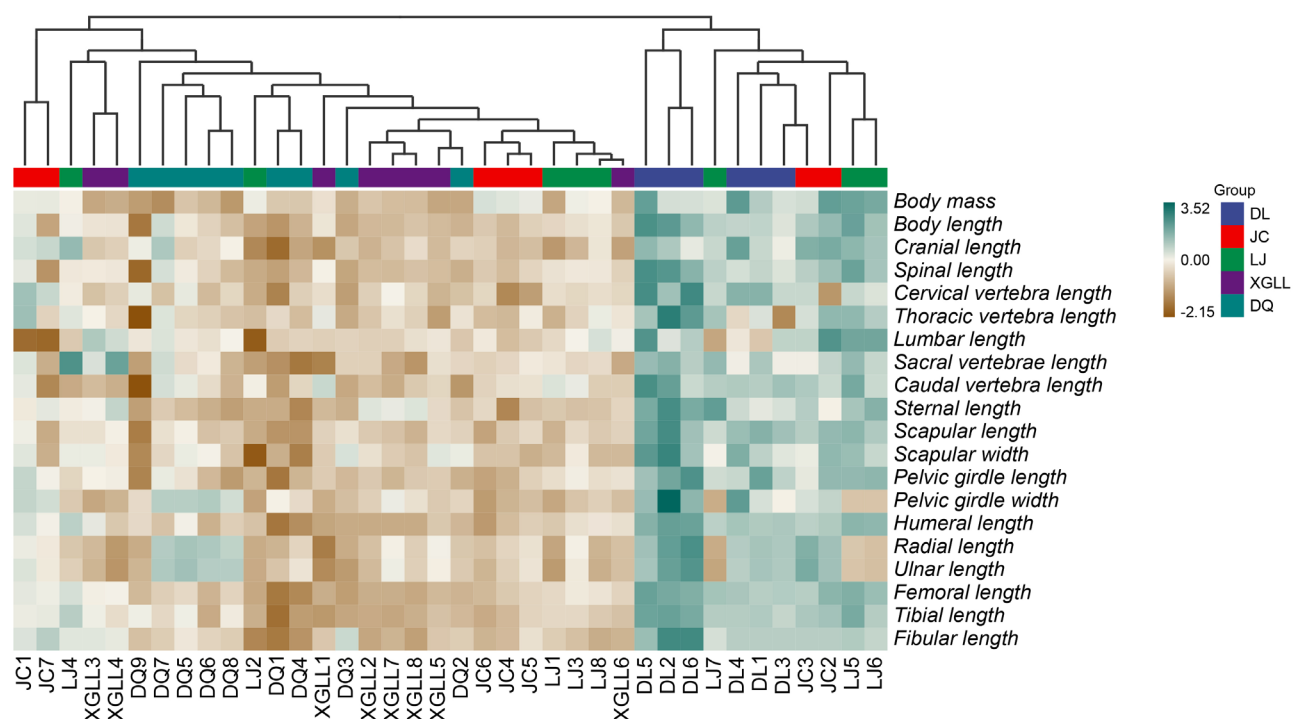 Body mass
Body length
Cranial length
Spinal length
Cervical vertebra length
Thoracic vertebra length
Lumbar length
Sacral vertebrae length
Caudal vertebra length
Sternal length
Scapular length
Scapular width
Pelvic girdle length
Pelvic girdle width
Humeral length
Radial length
Ulnar length
Femoral length
Tibial length
Fibular length
3.52
0.00
-2.15
Group
DL
JC
LJ
XGLL
DQ
JC1
JC7
LJ4
XGLL3
XGLL4
DQ9
DQ7
DQ5
DQ6
DQ8
LJ2
DQ1
DQ4
XGLL1
DQ3
XGLL2
XGLL7
XGLL8
XGLL5
DQ2
JC6
JC4
JC5
LJ1
LJ3
LJ8
XGLL6
DL5
DL2
DL6
LJ7
DL4
DL1
DL3
JC3
JC2
LJ5
LJ6